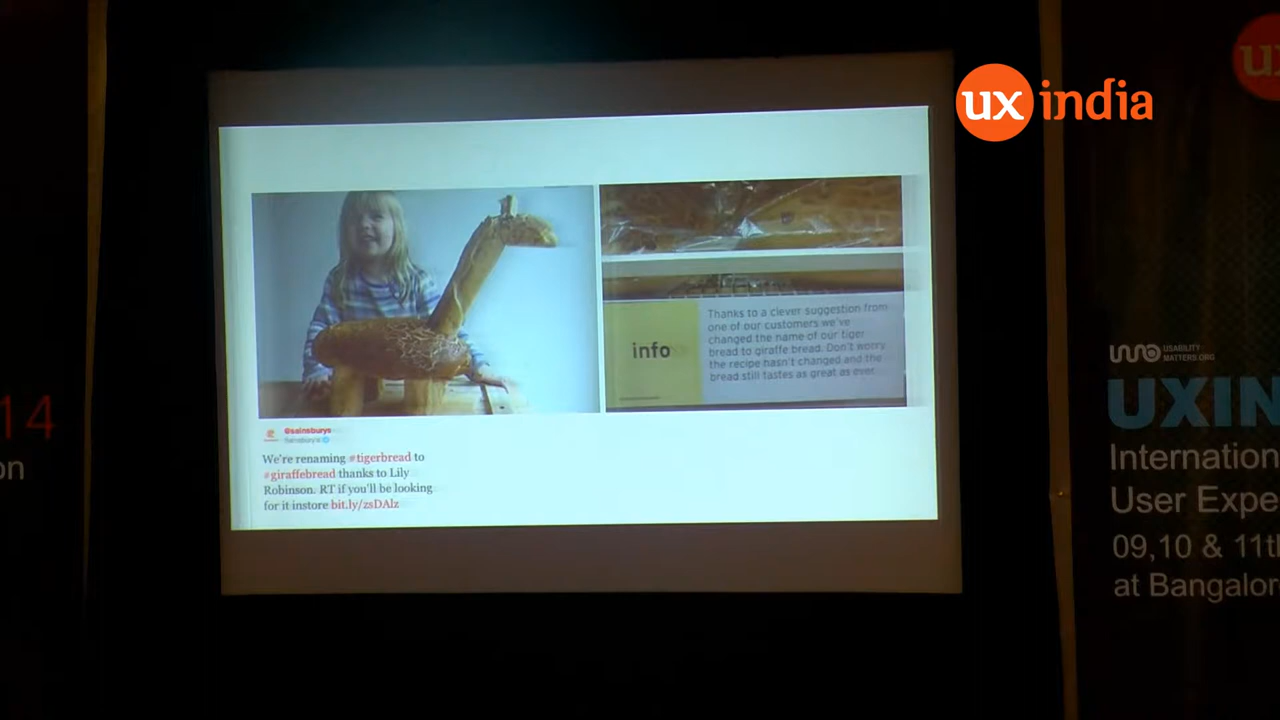 ux india
info
Thanks to a clever suggestion from
one of our customers we've
changed the name of our tiger
bread to giraffe bread. Don't worry
the recipe hasn't changed and the
bread still tastes as great as ever.
@sainsburys
Sainsbury's
We're renaming #tigerbread to
#giraffebread thanks to Lily
Robinson. RT if you'll be looking
for it instore bit.ly/zsDAlz
14
on
USABILITY
MATTERS.ORG
UXIN
Internation
User Expe
09,10 & 11th
at Bangalor